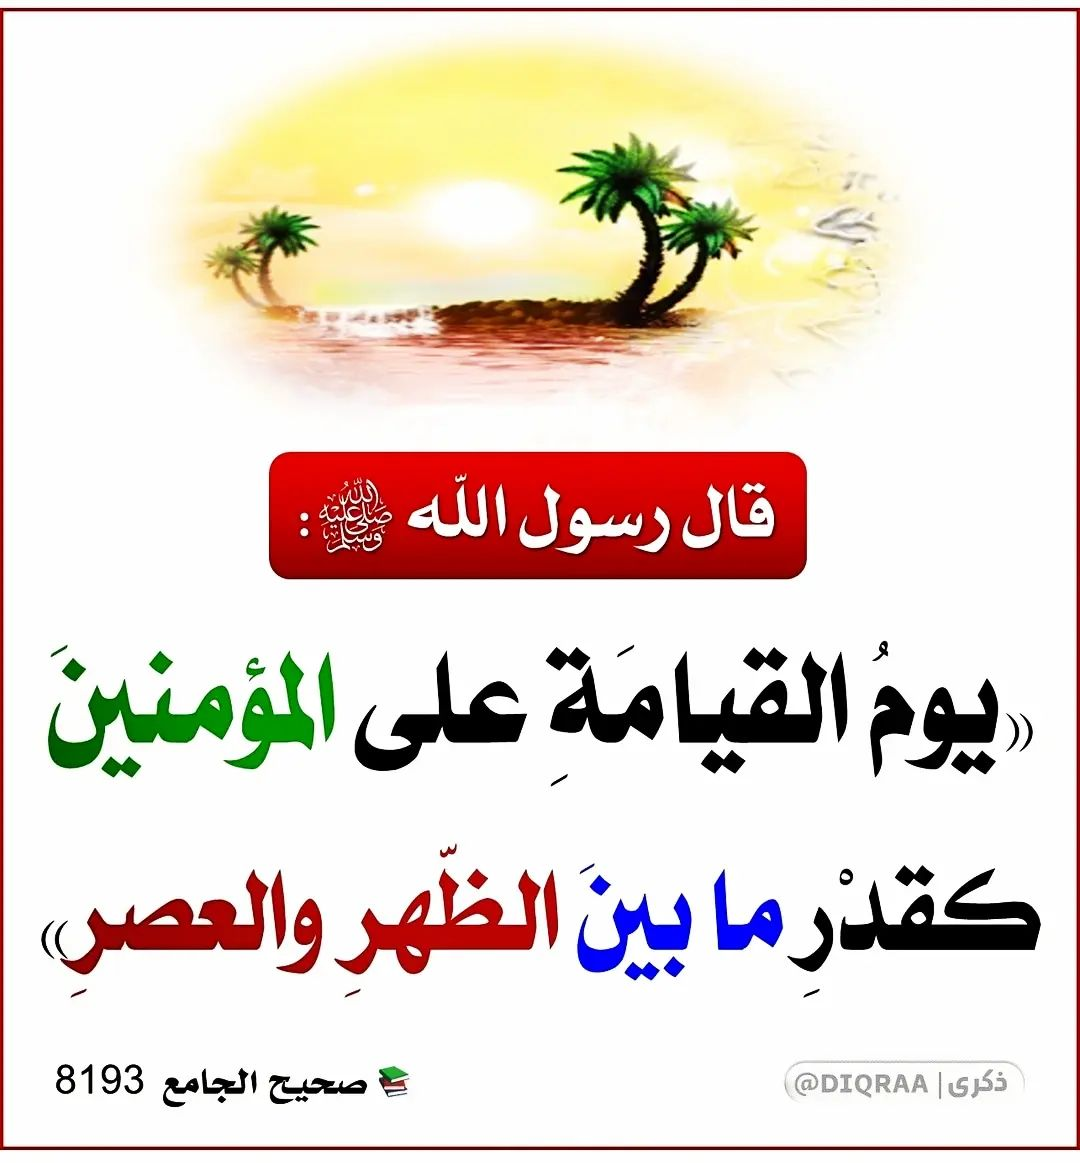 قال رسول الله ﷺ :
«يومُ القيامَةِ على المؤمنينَ
كقدْرِ ما بينَ الظّهرِ والعصرِ»
صحيح الجامع 8193
ذكرى | @DIQRAA